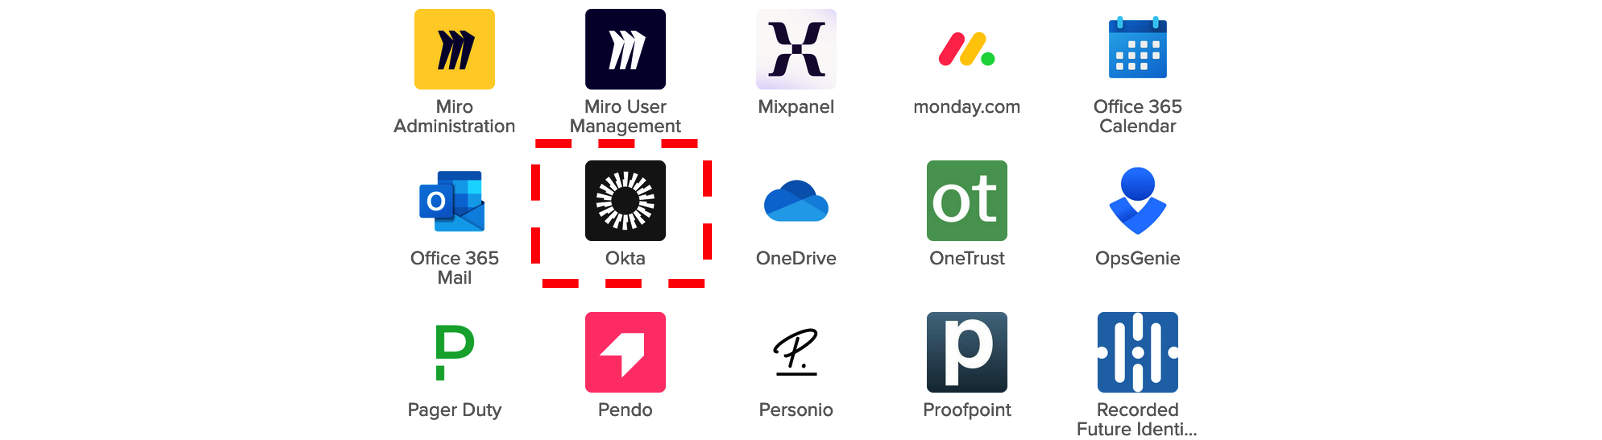 Miro
Administration
Miro User
Management
Mixpanel
monday.com
Office 365
Calendar
O
Office 365
Mail
Okta
OneDrive
ot
OneTrust
OpsGenie
P
Pager Duty
Pendo
P.
Personio
p
Proofpoint
Recorded
Future Identi...